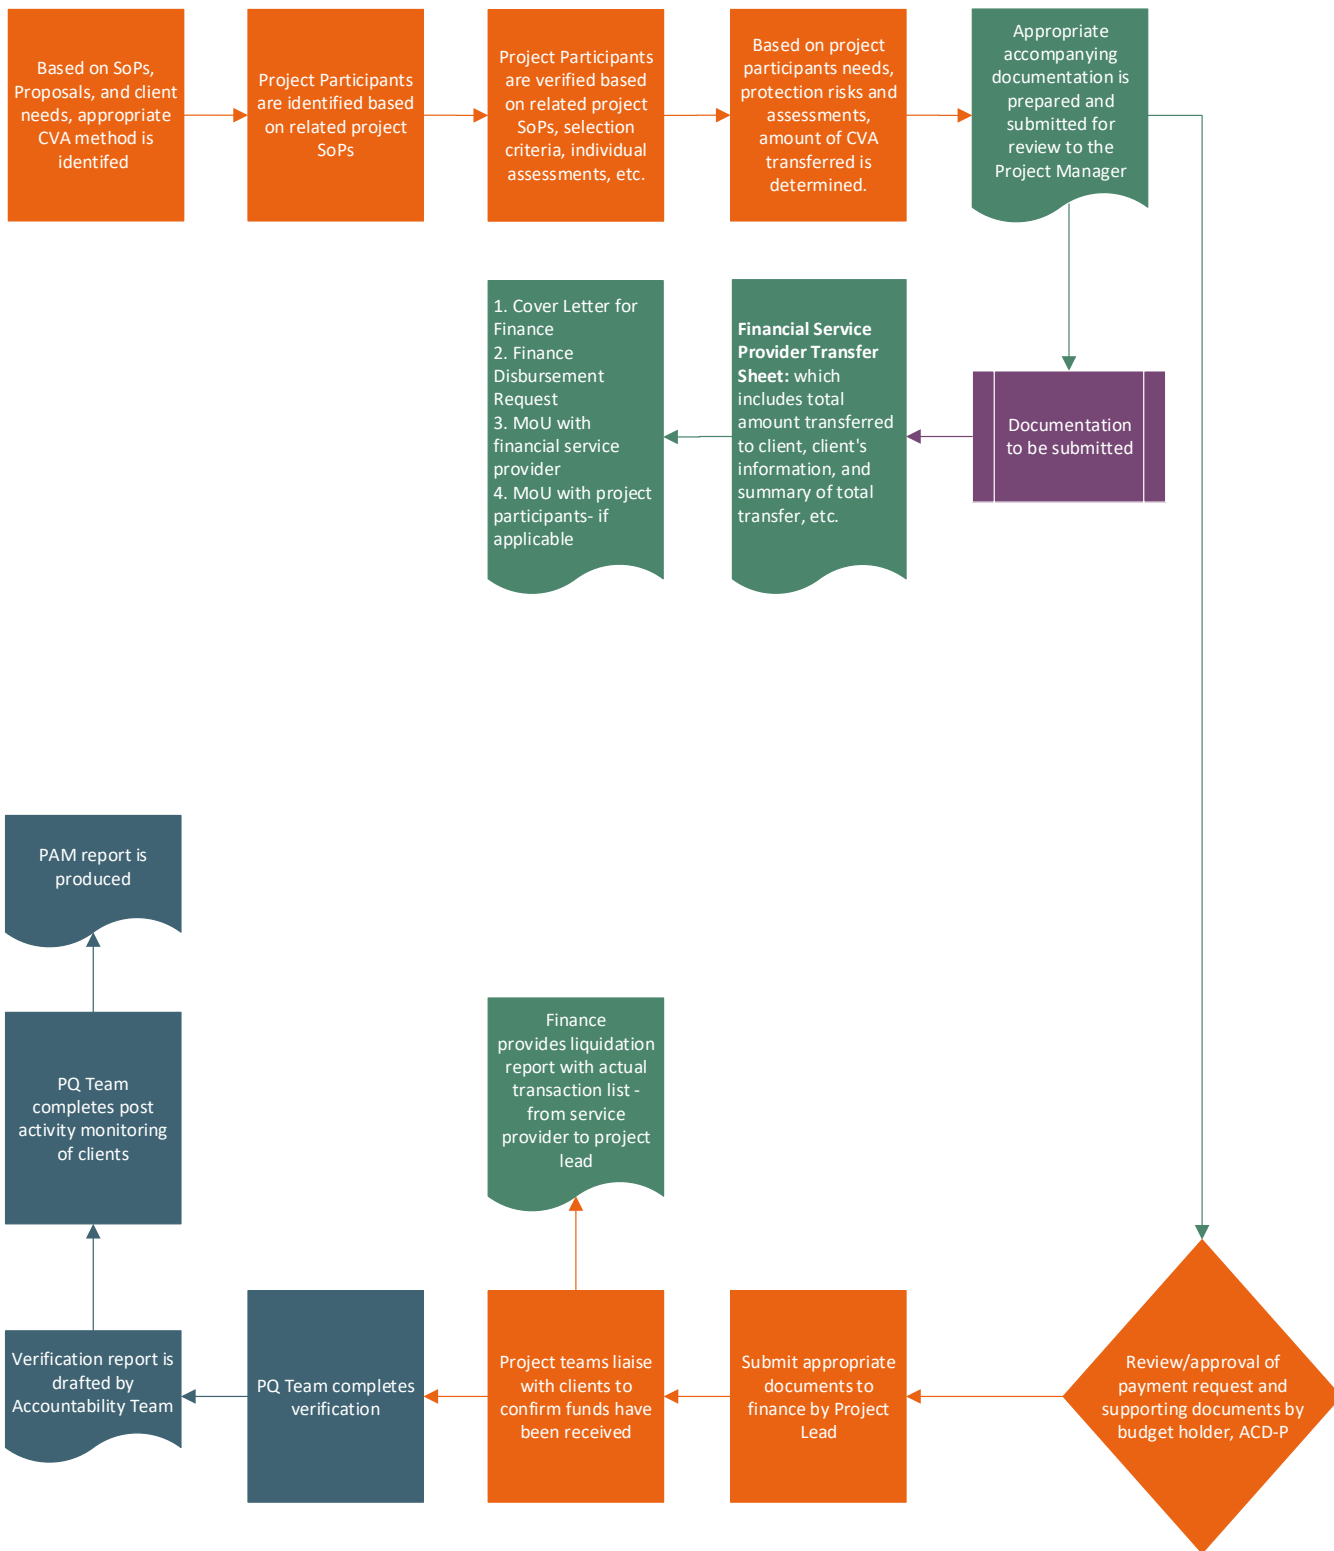 Based on SoPs,
Proposals, and client
needs, appropriate
CVA method is
identifed
Project Participants
are identified based
on related project
SoPs
Project Participants
are verified based
on related project
SoPs, selection
criteria, individual
assessments, etc.
Based on project
participants needs,
protection risks and
assessments,
amount of CVA
transferred is
determined.
Appropriate
accompanying
documentation is
prepared and
submitted for
review to the
Project Manager
1. Cover Letter for
Finance
2. Finance
Disbursement
Request
3. MoU with
financial service
provider
4. MoU with project
participants- if
applicable
Financial Service
Provider Transfer
Sheet: which
includes total
amount transferred
to client, client's
information, and
summary of total
transfer, etc.
Documentation
to be submitted
PAM report is
produced
PQ Team
completes post
activity monitoring
of clients
Finance
provides liquidation
report with actual
transaction list -
from service
provider to project
lead
Verification report is
drafted by
Accountability Team
PQ Team completes
verification
Project teams liaise
with clients to
confirm funds have
been received
Submit appropriate
documents to
finance by Project
Lead
Review/approval of
payment request and
supporting documents by
budget holder, ACD-P